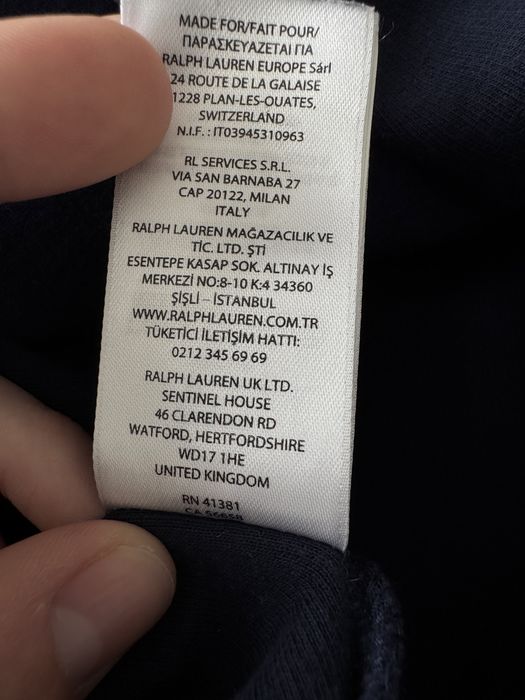 MADE FOR/FAIT POUR/
ΠΑΡΑΣΚΕΥΑΖΕΤΑΙ ΓΙΑ
RALPH LAUREN EUROPE Sárl
24 ROUTE DE LA GALAISE
1228 PLAN-LES-OUATES,
SWITZERLAND
N.I.F. : IT03945310963
RL SERVICES S.R.L.
VIA SAN BARNABA 27
CAP 20122, MILAN
ITALY
RALPH LAUREN MAĞAZACILIK VE
TİC. LTD. ŞTİ
ESENTEPE KASAP SOK. ALTINAY İŞ
MERKEZİ NO:8-10 K:4 34360
ŞİŞLİ – İSTANBUL
WWW.RALPHLAUREN.COM.TR
TÜKETİCİ İLETİŞİM HATTI:
0212 345 69 69
RALPH LAUREN UK LTD.
SENTINEL HOUSE
46 CLARENDON RD
WATFORD, HERTFORDSHIRE
WD17 1HE
UNITED KINGDOM
RN 41381
CA 56658